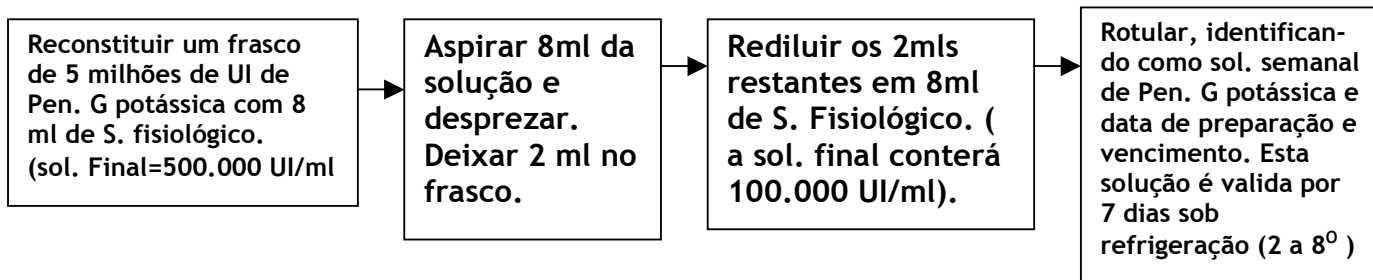 Reconstituir um frasco
de 5 milhões de UI de
Pen. G potássica com 8
ml de S. fisiológico.
(sol. Final=500.000 UI/ml
Aspirar 8ml da
solução e
desprezar.
Deixar 2 ml no
frasco.
Rediluir os 2mls
restantes em 8ml
de S. Fisiológico. (
a sol. final conterá
100.000 UI/ml).
Rotular, identifican-
do como sol. semanal
de Pen. G potássica e
data de preparação e
vencimento. Esta
solução é valida por
7 dias sob
refrigeração (2 a 8⁰ )